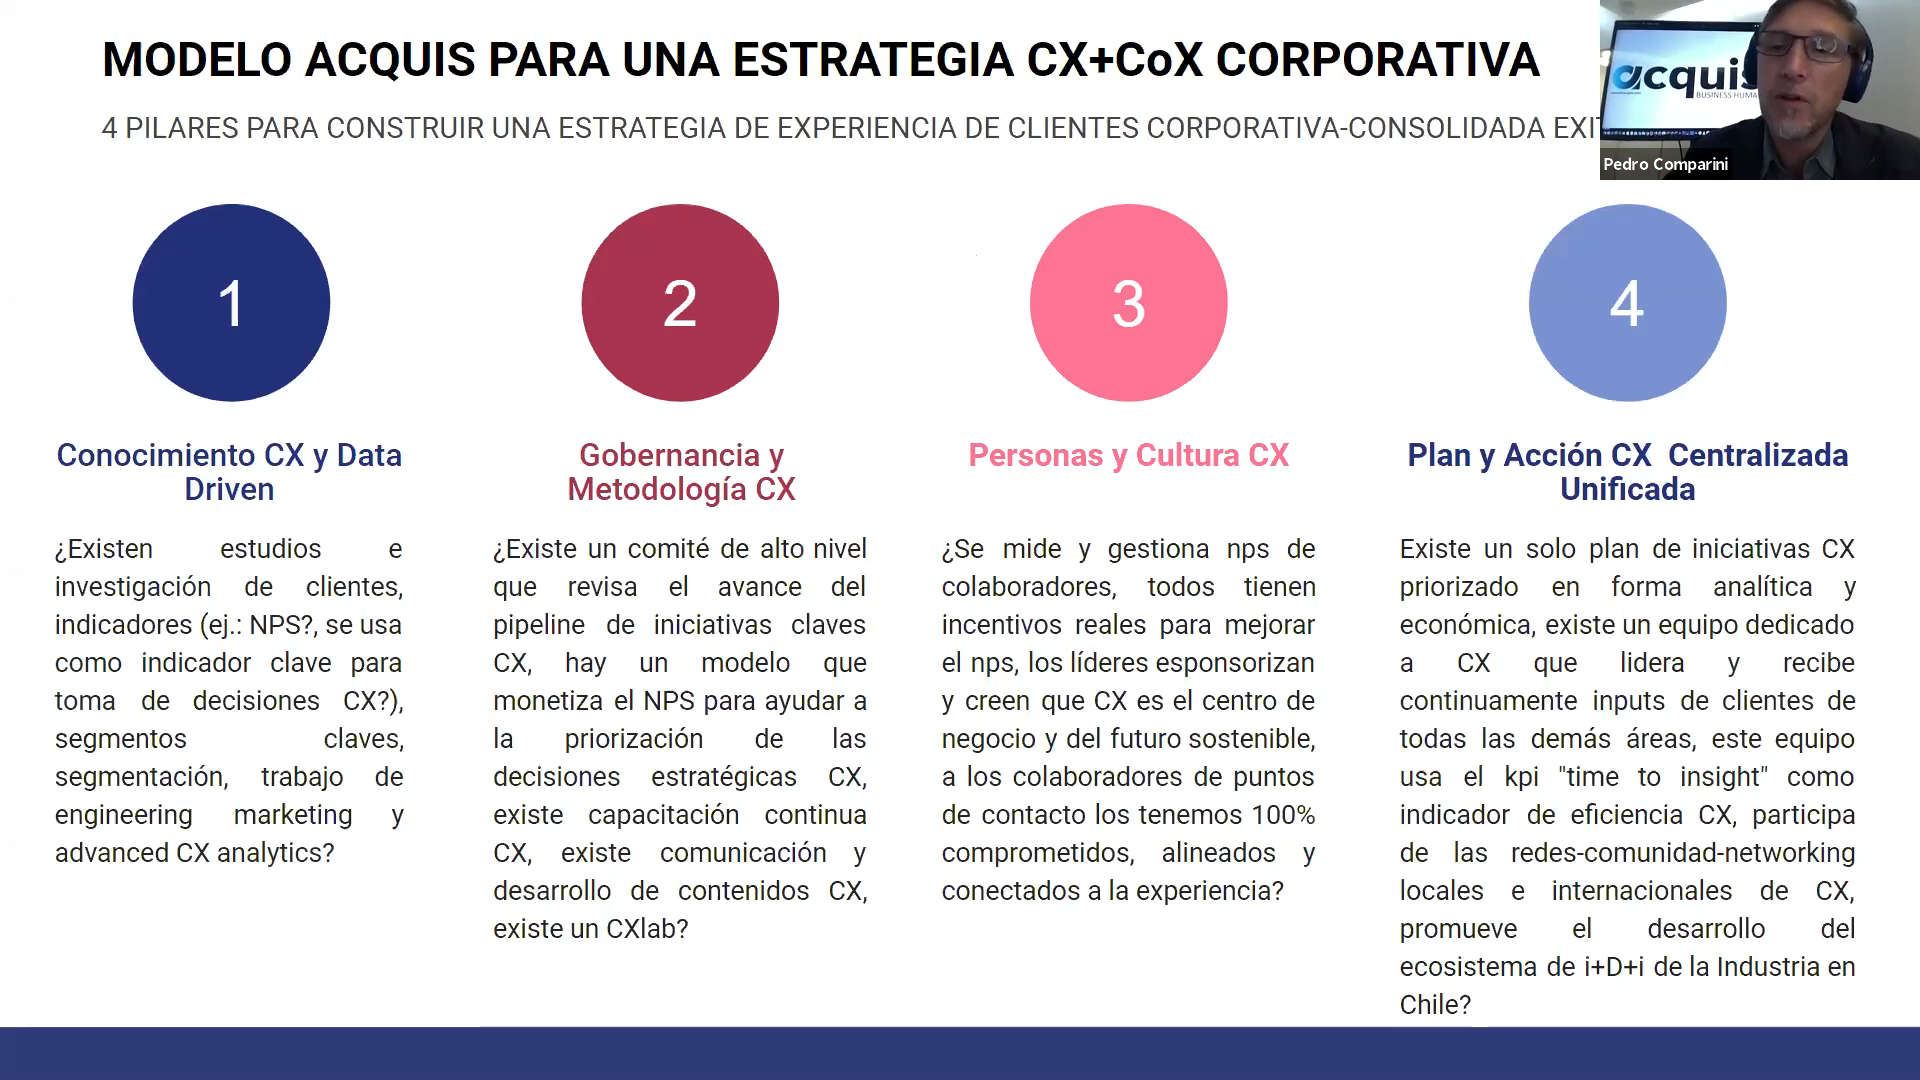 MODELO ACQUIS PARA UNA ESTRATEGIA CX+CoX CORPORATIVA
4 PILARES PARA CONSTRUIR UNA ESTRATEGIA DE EXPERIENCIA DE CLIENTES CORPORATIVA-CONSOLIDADA
acquis
Pedro Comparini
1
Conocimiento CX y Data
Driven
¿Existen estudios e
investigación de clientes,
indicadores (ej.: NPS?, se usa
como indicador clave para
toma de decisiones CX?),
segmentos claves,
segmentación, trabajo de
engineering marketing y
advanced CX analytics?
2
Gobernancia y
Metodología CX
¿Existe un comité de alto nivel
que revisa el avance del
pipeline de iniciativas claves
CX, hay un modelo que
monetiza el NPS para ayudar a
la priorización de las
decisiones estratégicas CX,
existe capacitación continua
CX, existe comunicación y
desarrollo de contenidos CX,
existe un CXlab?
3
Personas y Cultura CX
¿Se mide y gestiona nps de
colaboradores, todos tienen
incentivos reales para mejorar
el nps, los líderes esponsorizan
y creen que CX es el centro de
negocio y del futuro sostenible,
a los colaboradores de puntos
de contacto los tenemos 100%
comprometidos, alineados y
conectados a la experiencia?
4
Plan y Acción CX Centralizada
Unificada
Existe un solo plan de iniciativas CX
priorizado en forma analítica y
económica, existe un equipo dedicado
a CX que lidera y recibe
continuamente inputs de clientes de
todas las demás áreas, este equipo
usa el kpi "time to insight" como
indicador de eficiencia CX, participa
de las redes-comunidad-networking
locales e internacionales de CX,
promueve el desarrollo del
ecosistema de i+D+i de la Industria en
Chile?